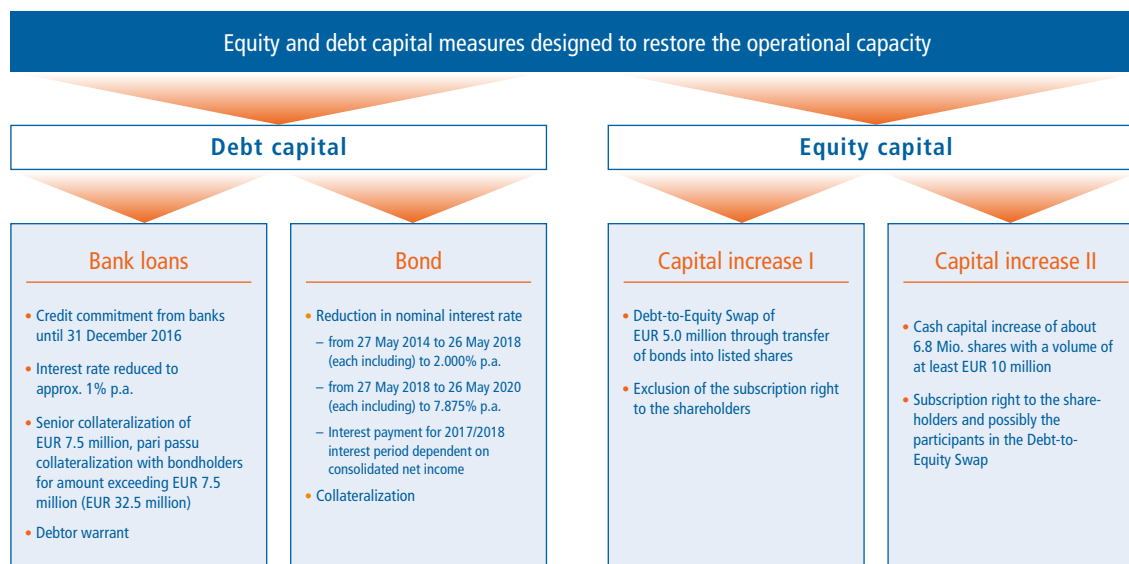 Equity and debt capital measures designed to restore the operational capacity
Debt capital
Equity capital
Bank loans
• Credit commitment from banks
until 31 December 2016
• Interest rate reduced to
approx. 1% p.a.
• Senior collateralization of
EUR 7.5 million, pari passu
collateralization with bondholders
for amount exceeding EUR 7.5
million (EUR 32.5 million)
• Debtor warrant
Bond
• Reduction in nominal interest rate
– from 27 May 2014 to 26 May 2018
(each including) to 2.000% p.a.
– from 27 May 2018 to 26 May 2020
(each including) to 7.875% p.a.
– Interest payment for 2017/2018
interest period dependent on
consolidated net income
• Collateralization
Capital increase I
• Debt-to-Equity Swap of
EUR 5.0 million through transfer
of bonds into listed shares
• Exclusion of the subscription right
to the shareholders
Capital increase II
• Cash capital increase of about
6.8 Mio. shares with a volume of
at least EUR 10 million
• Subscription right to the share-
holders and possibly the
participants in the Debt-to-
Equity Swap